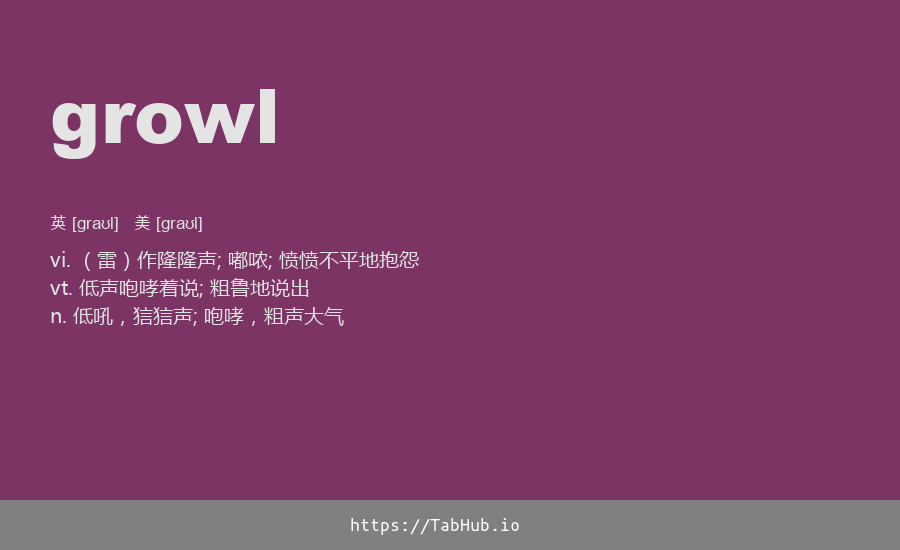 growl
英 [ɡraʊl] 美 [ɡraʊl]
vi. （雷）作隆隆声; 嘟哝; 愤愤不平地抱怨
vt. 低声咆哮着说; 粗鲁地说出
n. 低吼，狺狺声; 咆哮，粗声大气
https://TabHub.io